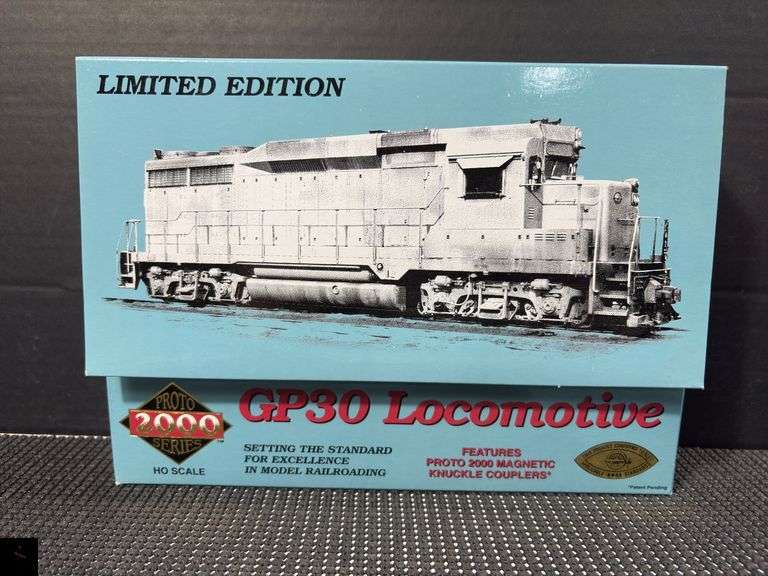 LIMITED EDITION
PROTO
2000
SERIES
HO SCALE
GP30 Locomotive
SETTING THE STANDARD
FOR EXCELLENCE
IN MODEL RAILROADING
FEATURES
PROTO 2000 MAGNETIC
KNUCKLE COUPLERS*
*Patent Pending